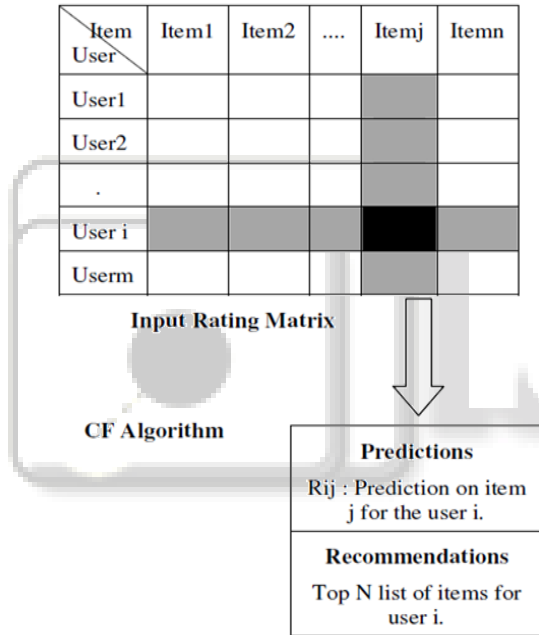 Item Item1 Item2 .... Itemj Itemn
User
User1
User2
.
User i
Userm
Input Rating Matrix
CF Algorithm
Predictions
Rij : Prediction on item
j for the user i.
Recommendations
Top N list of items for
user i.